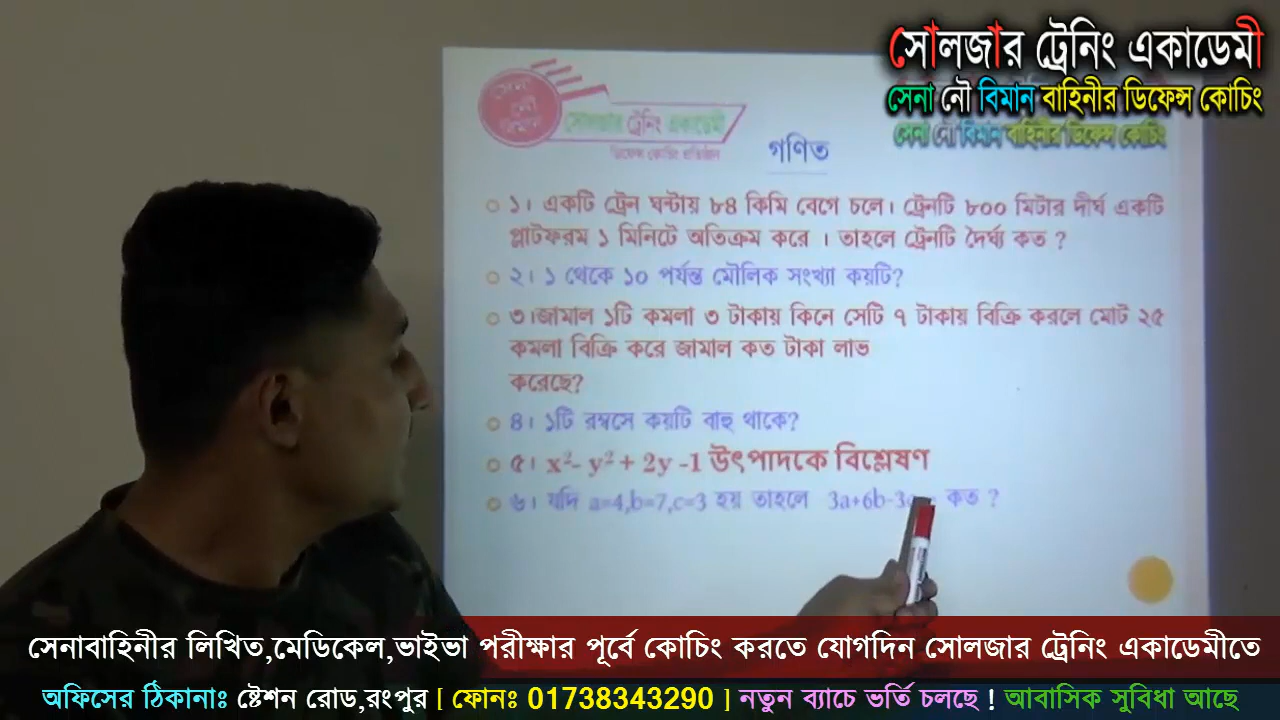 সোলজার ট্রেনিং একাডেমী
সেনা নৌ বিমান বাহিনীর ডিফেন্স কোচিং
সেনা নৌ বিমান বাহিনীর ডিফেন্স কোচিং
সেনা
নৌ
বিমান
সোলজার ট্রেনিং একাডেমী
ডিফেন্স কোচিং প্রতিষ্ঠান
গণিত
১। একটি ট্রেন ঘন্টায় ৮৪ কিমি বেগে চলে। ট্রেনটি ৮০০ মিটার দীর্ঘ একটি
প্লাটফরম ১ মিনিটে অতিক্রম করে । তাহলে ট্রেনটি দৈর্ঘ্য কত ?
২। ১ থেকে ১০ পর্যন্ত মৌলিক সংখ্যা কয়টি?
৩।জামাল ১টি কমলা ৩ টাকায় কিনে সেটি ৭ টাকায় বিক্রি করলে মোট ২৫
কমলা বিক্রি করে জামাল কত টাকা লাভ
করেছে?
৪। ১টি রম্বসে কয়টি বাহু থাকে?
৫। x²- y² + 2y -1 উৎপাদকে বিশ্লেষণ
৬। যদি a=4,b=7,c=3 হয় তাহলে 3a+6b-3c কত ?
সেনাবাহিনীর লিখিত,মেডিকেল,ভাইভা পরীক্ষার পূর্বে কোচিং করতে যোগদিন সোলজার ট্রেনিং একাডেমীতে
অফিসের ঠিকানাঃ ষ্টেশন রোড,রংপুর [ ফোনঃ 01738343290 ] নতুন ব্যাচে ভর্তি চলছে ! আবাসিক সুবিধা আছে